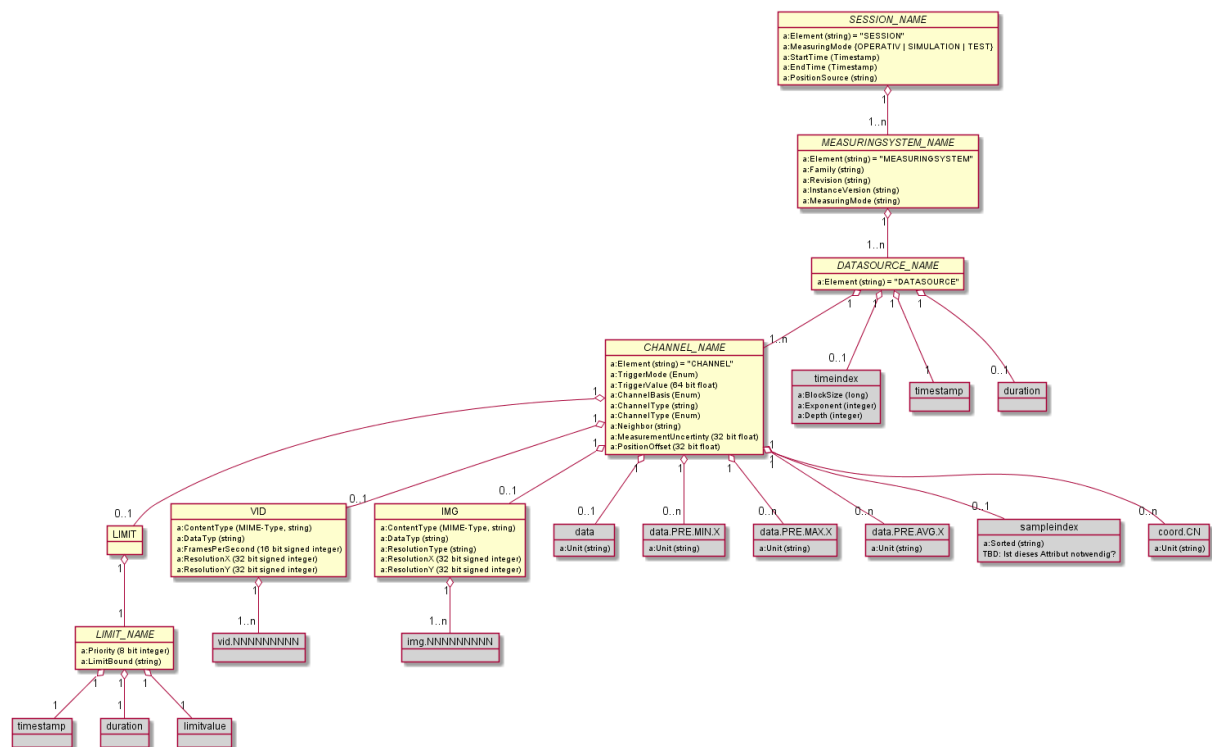 SESSION_NAME
a:Element (string) = "SESSION"
a:MeasuringMode {OPERATIV | SIMULATION | TEST}
a:StartTime (Timestamp)
a:EndTime (Timestamp)
a:PositionSource (string)
1
1..n
MEASURINGSYSTEM_NAME
a:Element (string) = "MEASURINGSYSTEM"
a:Family (string)
a:Revision (string)
a:InstanceVersion (string)
a:MeasuringMode (string)
1
1..n
DATASOURCE_NAME
a:Element (string) = "DATASOURCE"
1 1 1 1
1..n
0..1
1
0..1
CHANNEL_NAME
a:Element (string) = "CHANNEL"
a:TriggerMode (Enum)
a:TriggerValue (64 bit float)
a:ChannelBasis (Enum)
a:ChannelType (string)
a:ChannelType (Enum)
a:Neighbor (string)
a:MeasurementUncertinty (32 bit float)
a:PositionOffset (32 bit float)
timeindex
a:BlockSize (long)
a:Exponent (integer)
a:Depth (integer)
timestamp
duration
1
1
1
1 1 1 1
1
1
0..1
0..1
0..1
0..1
0..n
0..n
0..n
0..1
0..n
LIMIT
VID
a:ContentType (MIME-Type, string)
a:DataTyp (string)
a:FramesPerSecond (16 bit signed integer)
a:ResolutionX (32 bit signed integer)
a:ResolutionY (32 bit signed integer)
IMG
a:ContentType (MIME-Type, string)
a:DataTyp (string)
a:ResolutionType (string)
a:ResolutionX (32 bit signed integer)
a:ResolutionY (32 bit signed integer)
data
a:Unit (string)
data.PRE.MIN.X
a:Unit (string)
data.PRE.MAX.X
a:Unit (string)
data.PRE.AVG.X
a:Unit (string)
sampleindex
a:Sorted (string)
TBD: Ist dieses Attribut notwendig?
coord.CN
a:Unit (string)
1
1
1
1
1..n
1..n
LIMIT_NAME
a:Priority (8 bit integer)
a:LimitBound (string)
vid.NNNNNNNNN
img.NNNNNNNNN
1 1 1
1 1 1
timestamp
duration
limitvalue